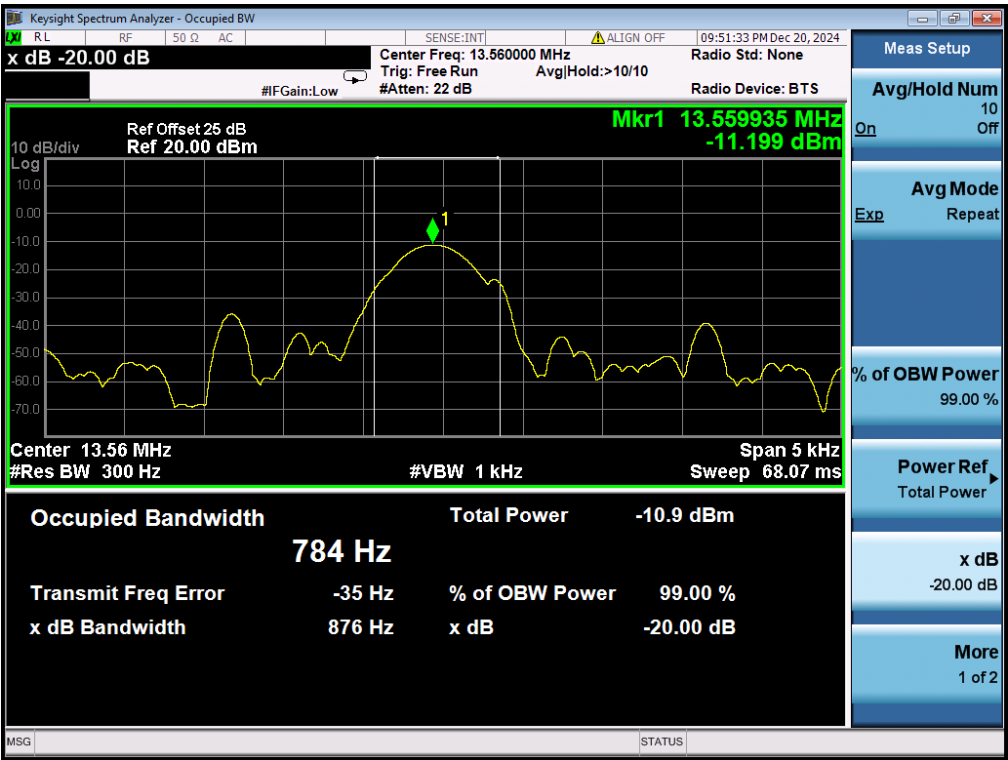 Keysight Spectrum Analyzer - Occupied BW
LXI RL RF 50 Ω AC SENSE:INT ALIGN OFF 09:51:33 PM Dec 20, 2024
x dB -20.00 dB
Center Freq: 13.560000 MHz
Radio Std: None
Trig: Free Run Avg|Hold:>10/10
#IFGain:Low #Atten: 22 dB
Radio Device: BTS
Mkr1 13.559935 MHz
-11.199 dBm
Ref Offset 25 dB
10 dB/div Ref 20.00 dBm
Log
10.0
0.00
-10.0
-20.0
-30.0
-40.0
-50.0
-60.0
-70.0
1
Center 13.56 MHz Span 5 kHz
#Res BW 300 Hz #VBW 1 kHz Sweep 68.07 ms
Occupied Bandwidth Total Power -10.9 dBm
784 Hz
Transmit Freq Error -35 Hz % of OBW Power 99.00 %
x dB Bandwidth 876 Hz x dB -20.00 dB
MSG STATUS
Meas Setup
Avg/Hold Num
10
On Off
Avg Mode
Exp Repeat
% of OBW Power
99.00 %
Power Ref
Total Power
x dB
-20.00 dB
More
1 of 2